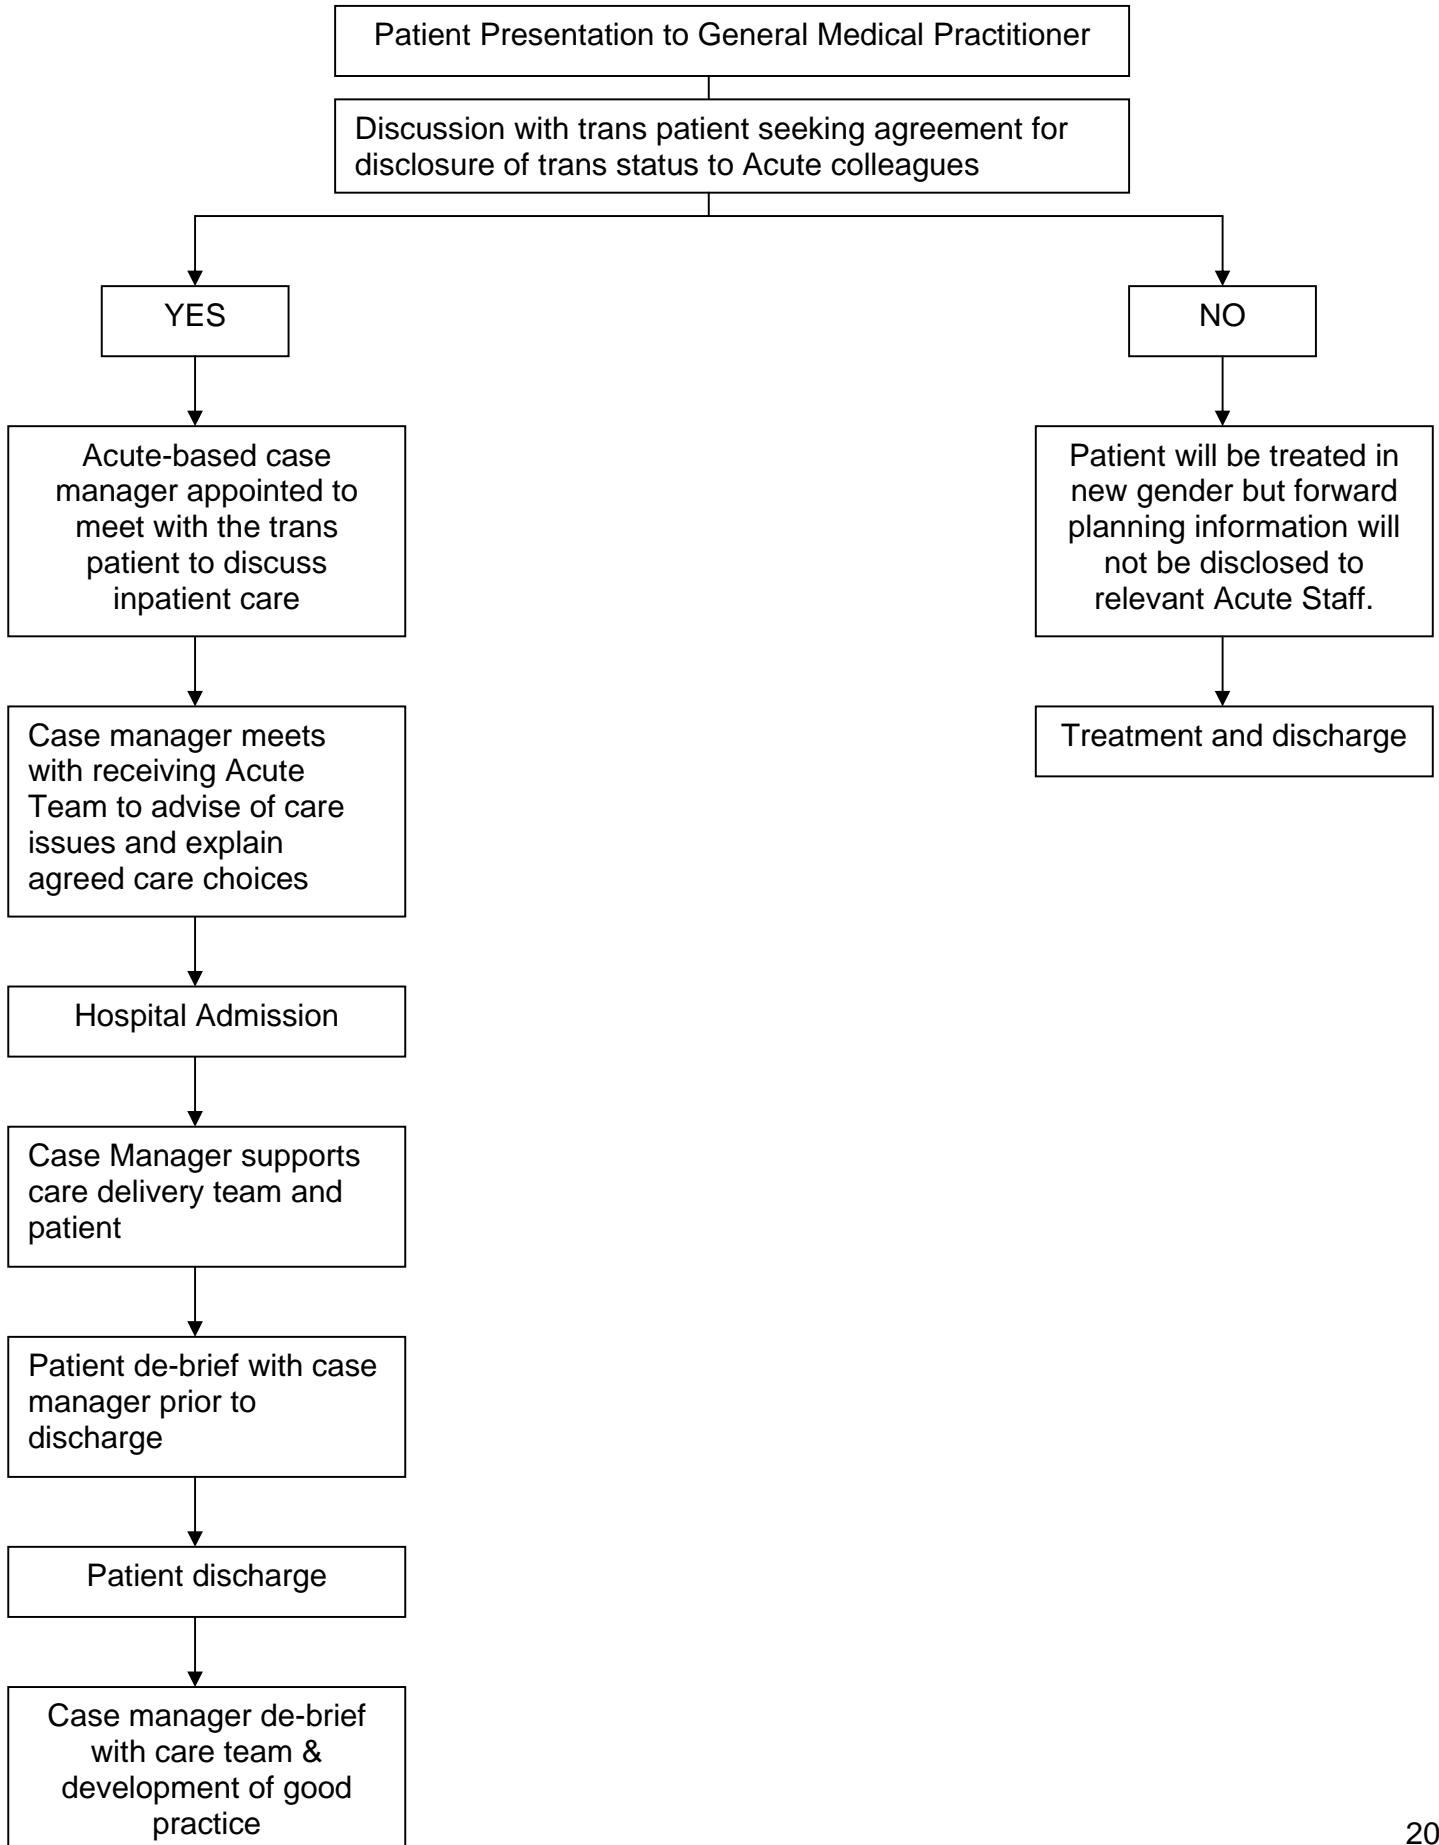 Patient Presentation to General Medical Practitioner
Discussion with trans patient seeking agreement for
disclosure of trans status to Acute colleagues
YES
NO
Acute-based case
manager appointed to
meet with the trans
patient to discuss
inpatient care
Patient will be treated in
new gender but forward
planning information will
not be disclosed to
relevant Acute Staff.
Case manager meets
with receiving Acute
Team to advise of care
issues and explain
agreed care choices
Treatment and discharge
Hospital Admission
Case Manager supports
care delivery team and
patient
Patient de-brief with case
manager prior to
discharge
Patient discharge
Case manager de-brief
with care team &
development of good
practice
20